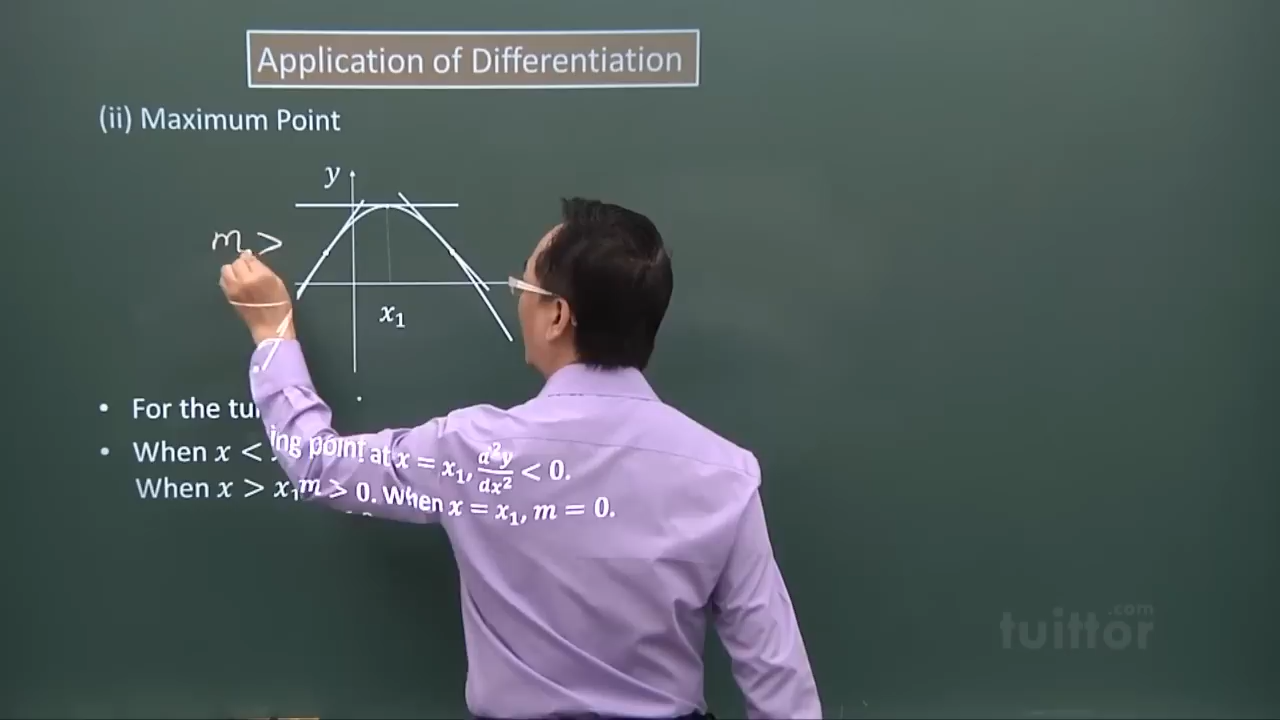 Application of Differentiation
(ii) Maximum Point
y
m >
x₁
• For the tu ing point at x = x₁, d²y/dx² < 0.
• When x < m > 0. When x = x₁, m = 0.
When x > x₁
tuittor.com